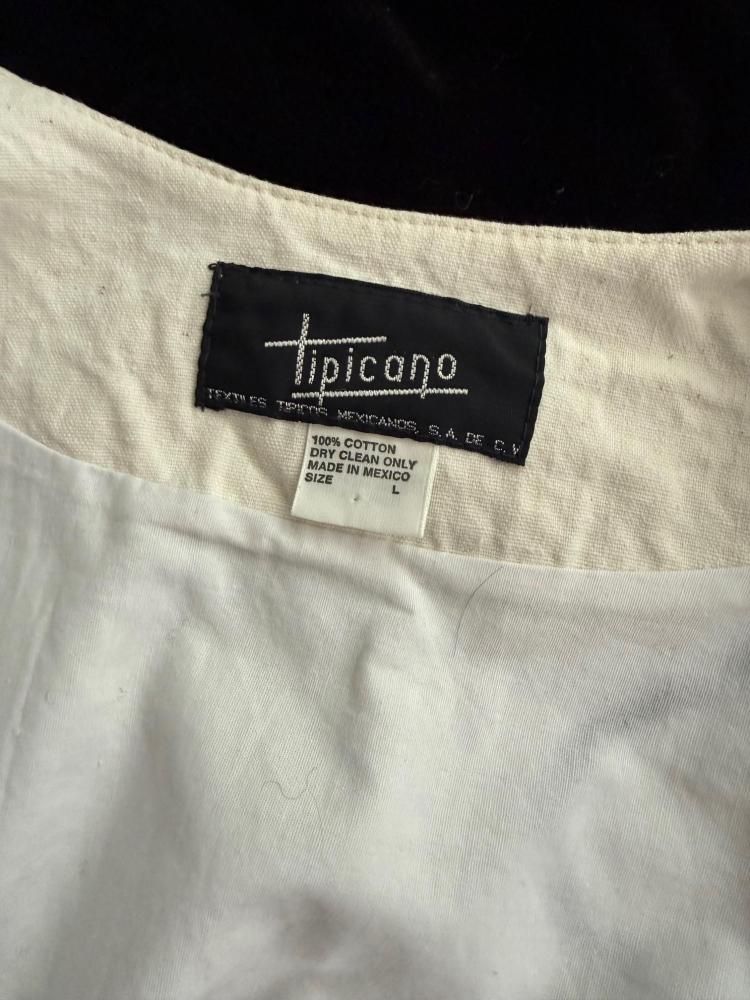 tipicano
TEXTILES TIPICOS MEXICANOS, S.A. DE C.V
100% COTTON
DRY CLEAN ONLY
MADE IN MEXICO
SIZE L